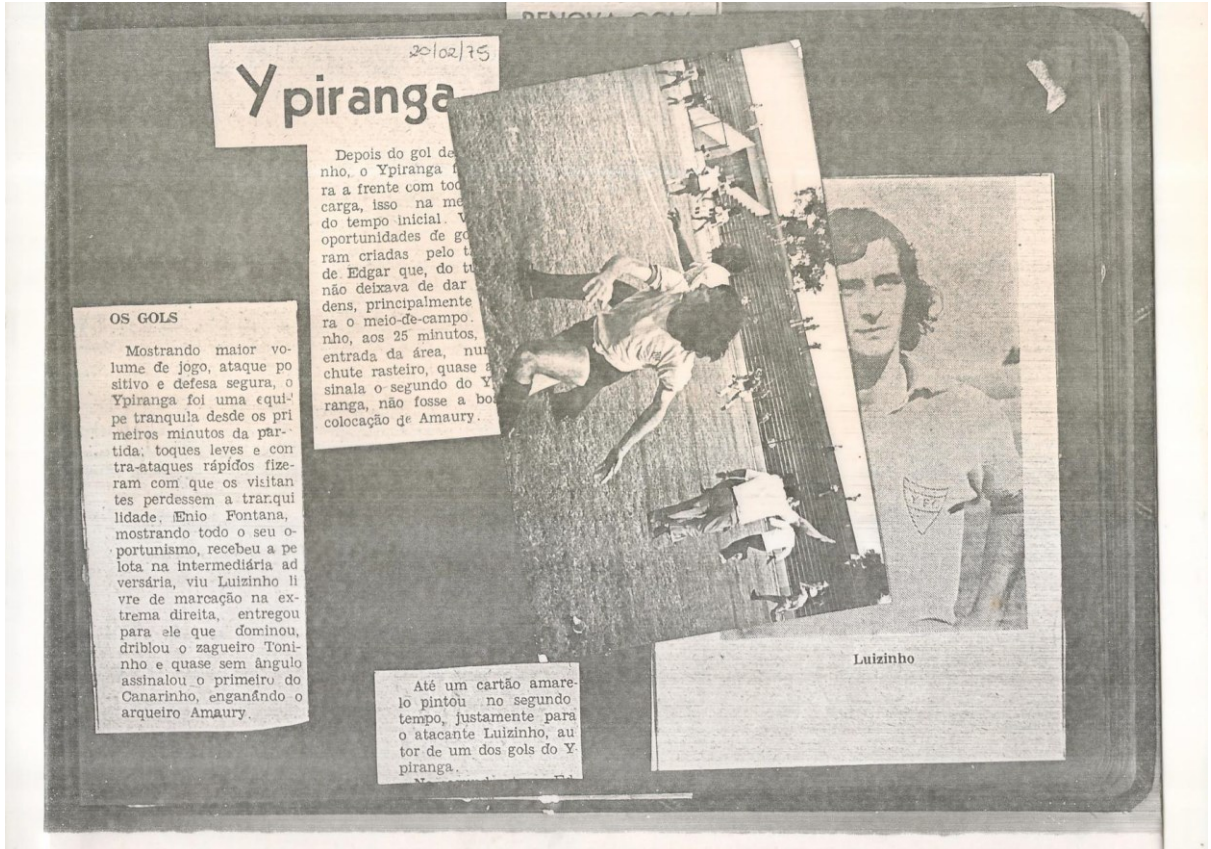 RENOVA GOLS
20/02/75
Ypiranga
Depois do gol de
nho, o Ypiranga
ra a frente com tod
carga, isso na me
do tempo inicial.
oportunidades de go
ram criadas pelo
de Edgar que, do
não deixava de dar
dens, principalmente
ra o meio-de-campo.
nho, aos 25 minutos,
entrada da área, nu
chute rasteiro, quase
sinala o segundo do Y
ranga, não fosse a bo
colocação de Amaury.
OS GOLS
Mostrando maior vo-
lume de jogo, ataque po
sitivo e defesa segura, o
Ypiranga foi uma equi-
pe tranquila desde os pri
meiros minutos da par-
tida; toques leves e con
tra-ataques rápidos fize-
ram com que os visitan
tes perdessem a tranqui
lidade. Enio Fontana,
mostrando todo o seu o-
portunismo, recebeu a pe
lota na intermediária ad
versária, viu Luizinho li
vre de marcação na ex-
trema direita, entregou
para ele que dominou,
driblou o zagueiro Toni-
nho e quase sem ângulo
assinalou o primeiro do
Canarinho, enganando o
arqueiro Amaury.
Até um cartão amare-
lo pintou no segundo
tempo, justamente para
o atacante Luizinho, au
tor de um dos gols do Y-
piranga.
Luizinho